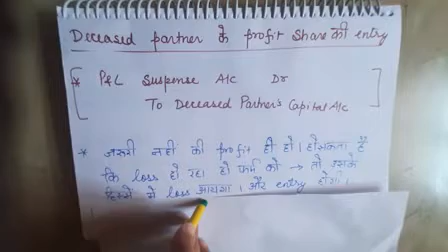 Deceased partner के profit share की entry
* P&L Suspense A/c Dr
To Deceased Partner's Capital A/c
* जरुरी नहीं की profit ही हो। होसकता है
कि loss हो रहा हो फर्म को → तो उसके
हिस्से मे loss आयेगा। और entry होगी।